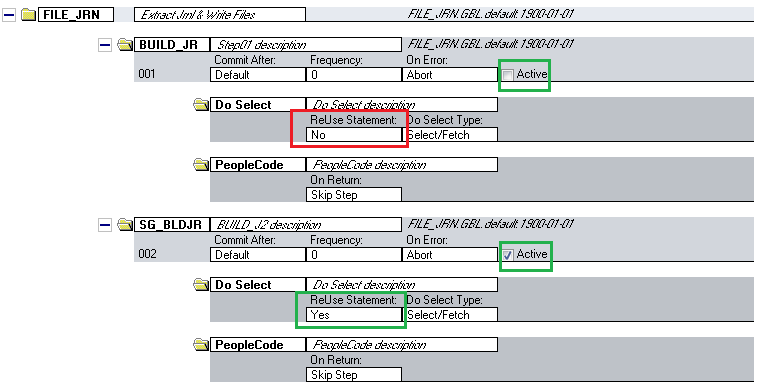 FILE_JRN Extract Jrnl & Write Files FILE_JRN.GBL.default.1900-01-01
BUILD_JR Step01 description FILE_JRN.GBL.default.1900-01-01
Commit After: Frequency: On Error:
001 Default 0 Abort Active
Do Select Do Select description
ReUse Statement: Do Select Type:
No Select/Fetch
PeopleCode PeopleCode description
On Return:
Skip Step
SG_BLDJR BUILD_J2 description FILE_JRN.GBL.default.1900-01-01
Commit After: Frequency: On Error:
002 Default 0 Abort Active
Do Select Do Select description
ReUse Statement: Do Select Type:
Yes Select/Fetch
PeopleCode PeopleCode description
On Return:
Skip Step